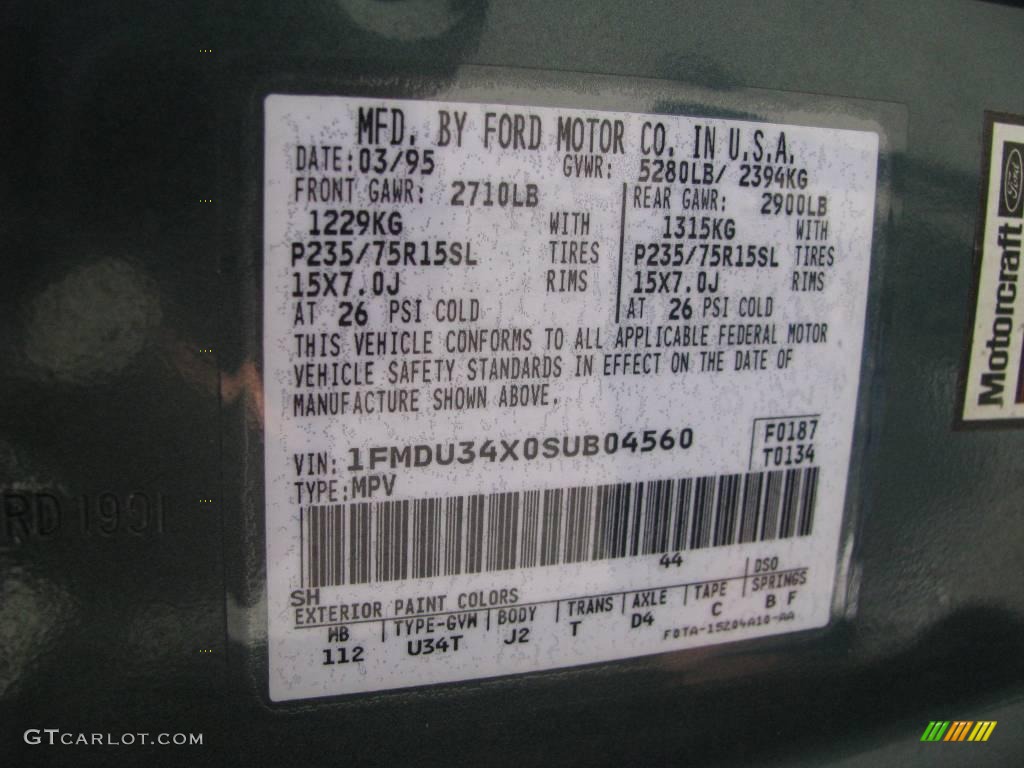 MFD. BY FORD MOTOR CO. IN U.S.A.
DATE: 03/95 GVWR: 5280LB/ 2394KG
FRONT GAWR: 2710LB REAR GAWR: 2900LB
1229KG WITH 1315KG WITH
P235/75R15SL TIRES P235/75R15SL TIRES
15X7.0J RIMS 15X7.0J RIMS
AT 26 PSI COLD AT 26 PSI COLD
THIS VEHICLE CONFORMS TO ALL APPLICABLE FEDERAL MOTOR
VEHICLE SAFETY STANDARDS IN EFFECT ON THE DATE OF
MANUFACTURE SHOWN ABOVE.
VIN: 1FMDU34X0SUB04560 F0187
TYPE: MPV T0134
44
SH
EXTERIOR PAINT COLORS DSO
WB TYPE-GVW BODY TRANS AXLE TAPE SPRINGS
112 U34T J2 T D4 C B F
F0TA-15204A10-AA
Ford
Motorcraft
RD 1901
GTCARLOT.COM